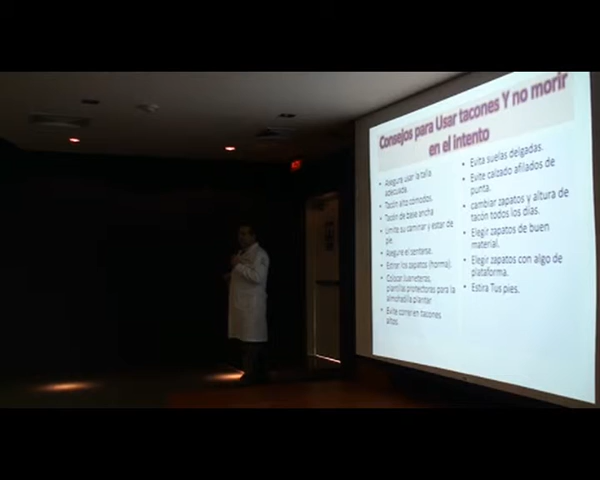 Consejos para Usar tacones Y no morir
en el intento
• Asegure usar la talla
adecuada.
• Tacón alto cómodos.
• Tacón de base ancha
• Limite su caminar y estar de
pie.
• Asegure el sentarse.
• Estirar los zapatos (horma).
• Colocar
plantillas protectoras para la
almohadilla plantar
• Evite correr en tacones
altos.
• Evita suelas delgadas.
• Evite calzado afilados de
punta.
• cambiar zapatos y altura de
tacón todos los días.
• Elegir zapatos de buen
material.
• Elegir zapatos con algo de
plataforma.
• Estira Tus pies.